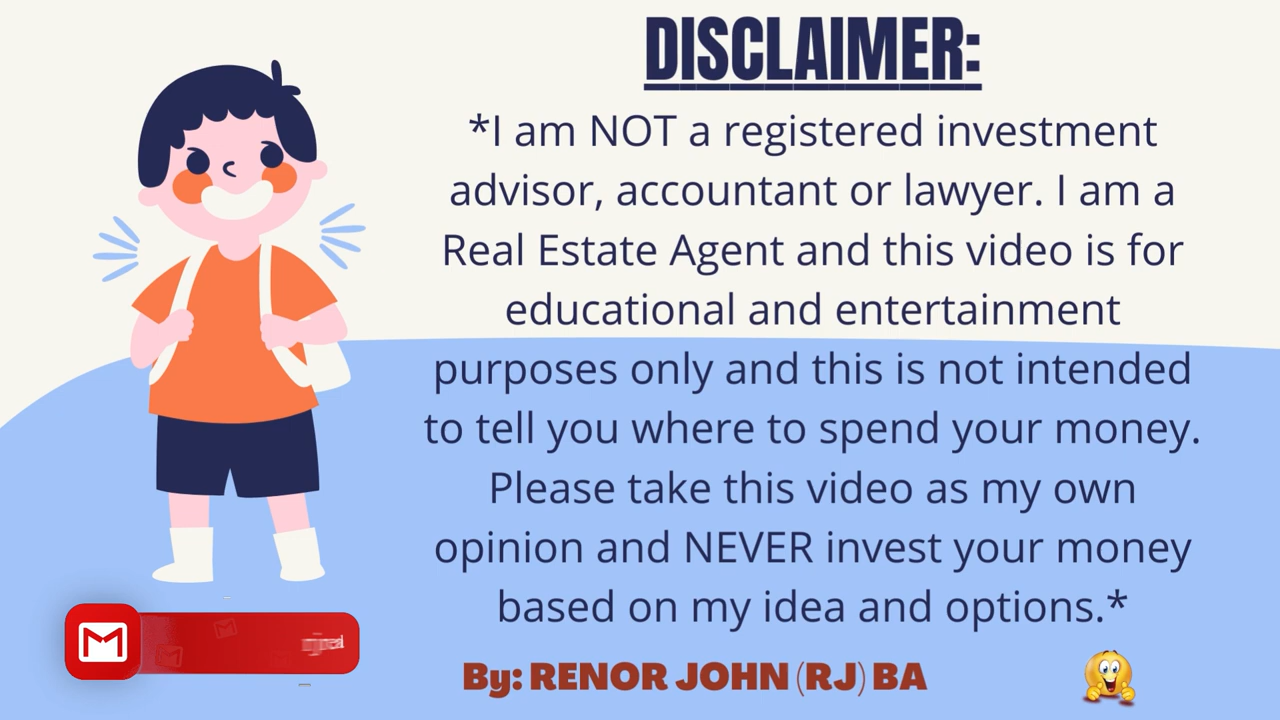 DISCLAIMER:
*I am NOT a registered investment
advisor, accountant or lawyer. I am a
Real Estate Agent and this video is for
educational and entertainment
purposes only and this is not intended
to tell you where to spend your money.
Please take this video as my own
opinion and NEVER invest your money
based on my idea and options.*
By: RENOR JOHN (RJ) BA